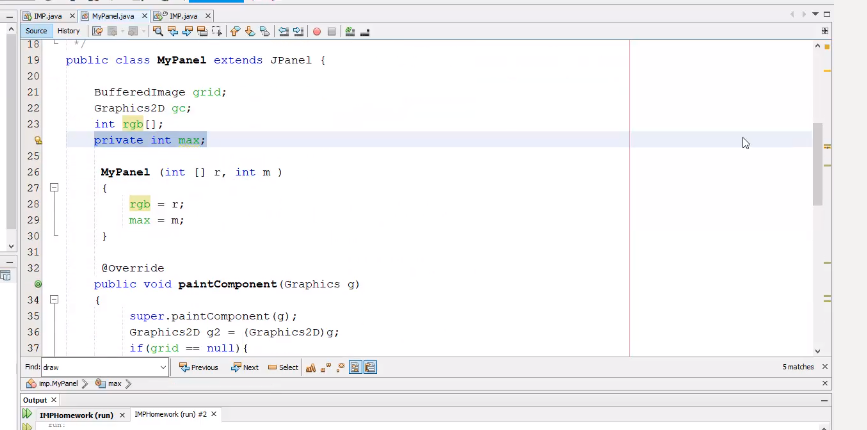 IMP.java × MyPanel.java × IMP.java ×
Source History
18 */
19 public class MyPanel extends JPanel {
20
21 BufferedImage grid;
22 Graphics2D gc;
23 int rgb[];
private int max;
25
26 MyPanel (int [] r, int m )
27 {
28 rgb = r;
29 max = m;
30 }
31
32 @Override
public void paintComponent(Graphics g)
34 {
35 super.paintComponent(g);
36 Graphics2D g2 = (Graphics2D)g;
37 if(grid == null){
Find: draw Previous Next Select 5 matches
imp.MyPanel max
Output ×
IMPHomework (run) × IMPHomework (run) #2 ×
run: